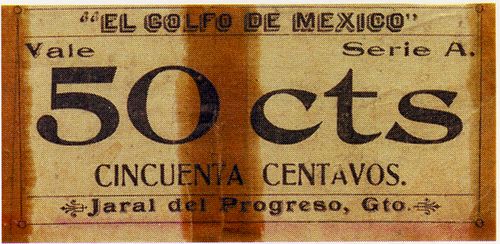 "EL GOLFO DE MEXICO"
Vale Serie A.
50 cts
CINCUENTA CENTAVOS.
Jaral del Progreso, Gto.